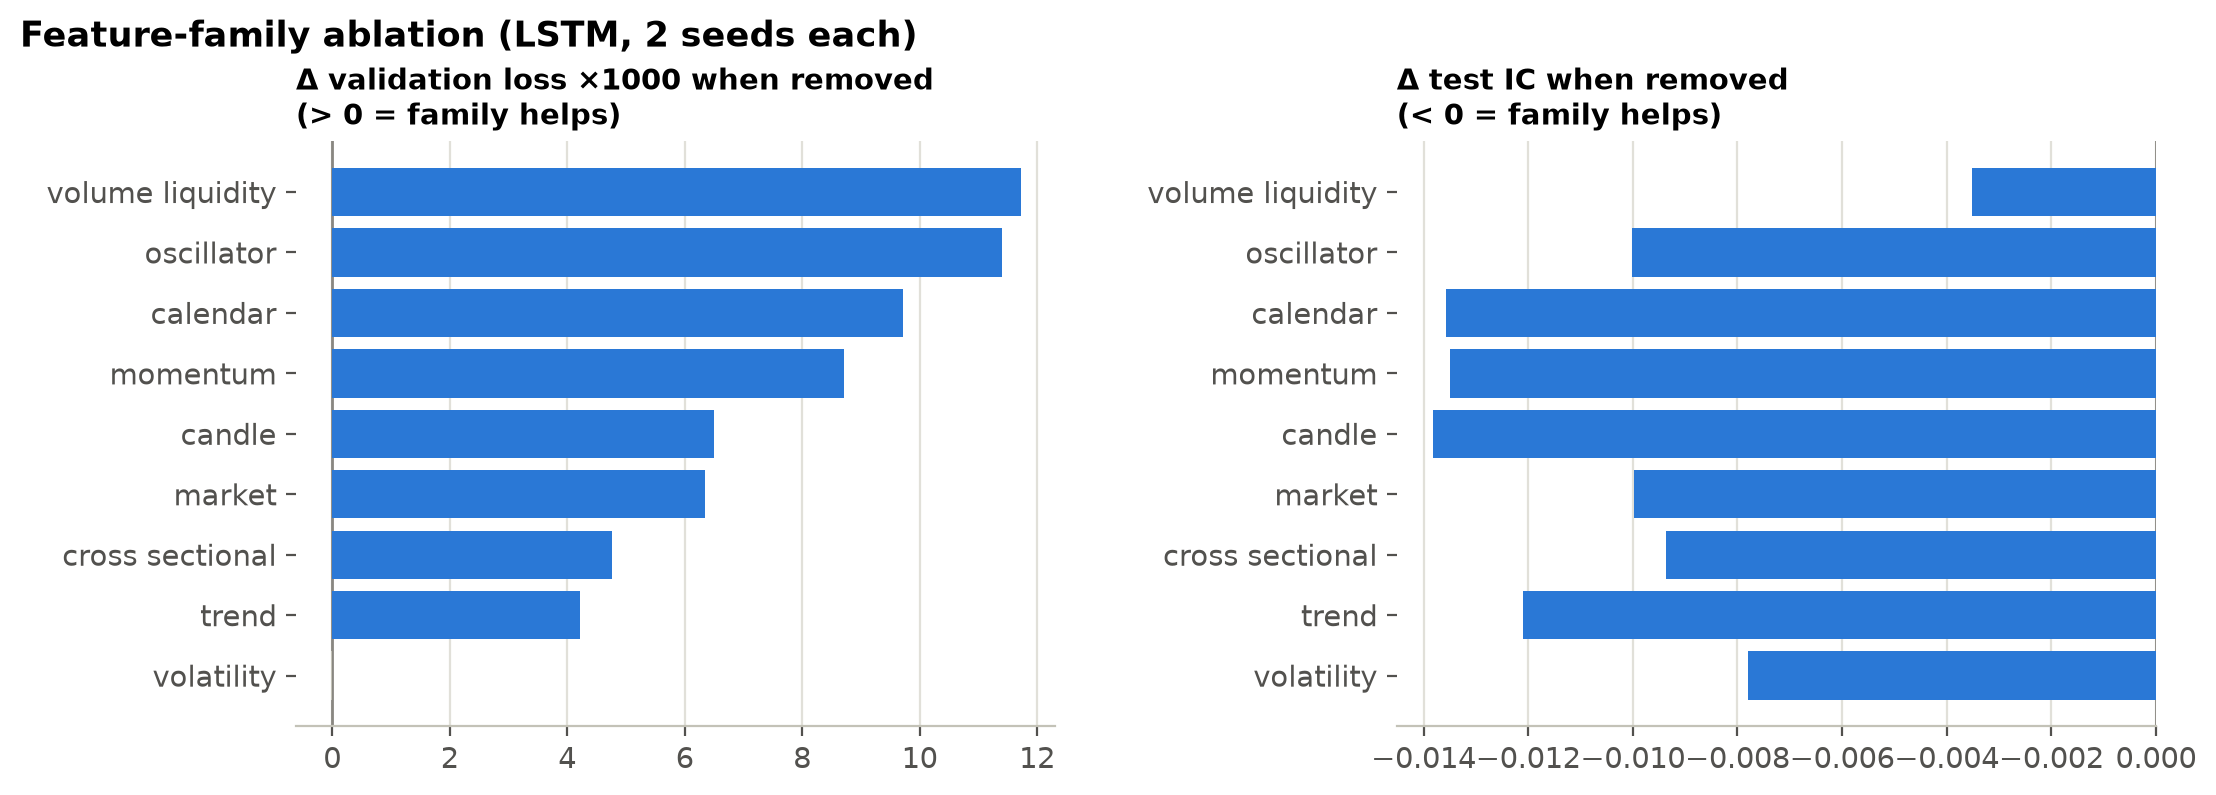 Feature-family ablation (LSTM, 2 seeds each)
Δ validation loss ×1000 when removed
(> 0 = family helps)
volume liquidity
oscillator
calendar
momentum
candle
market
cross sectional
trend
volatility
0 2 4 6 8 10 12
Δ test IC when removed
(< 0 = family helps)
volume liquidity
oscillator
calendar
momentum
candle
market
cross sectional
trend
volatility
−0.014 −0.012 −0.010 −0.008 −0.006 −0.004 −0.002 0.000